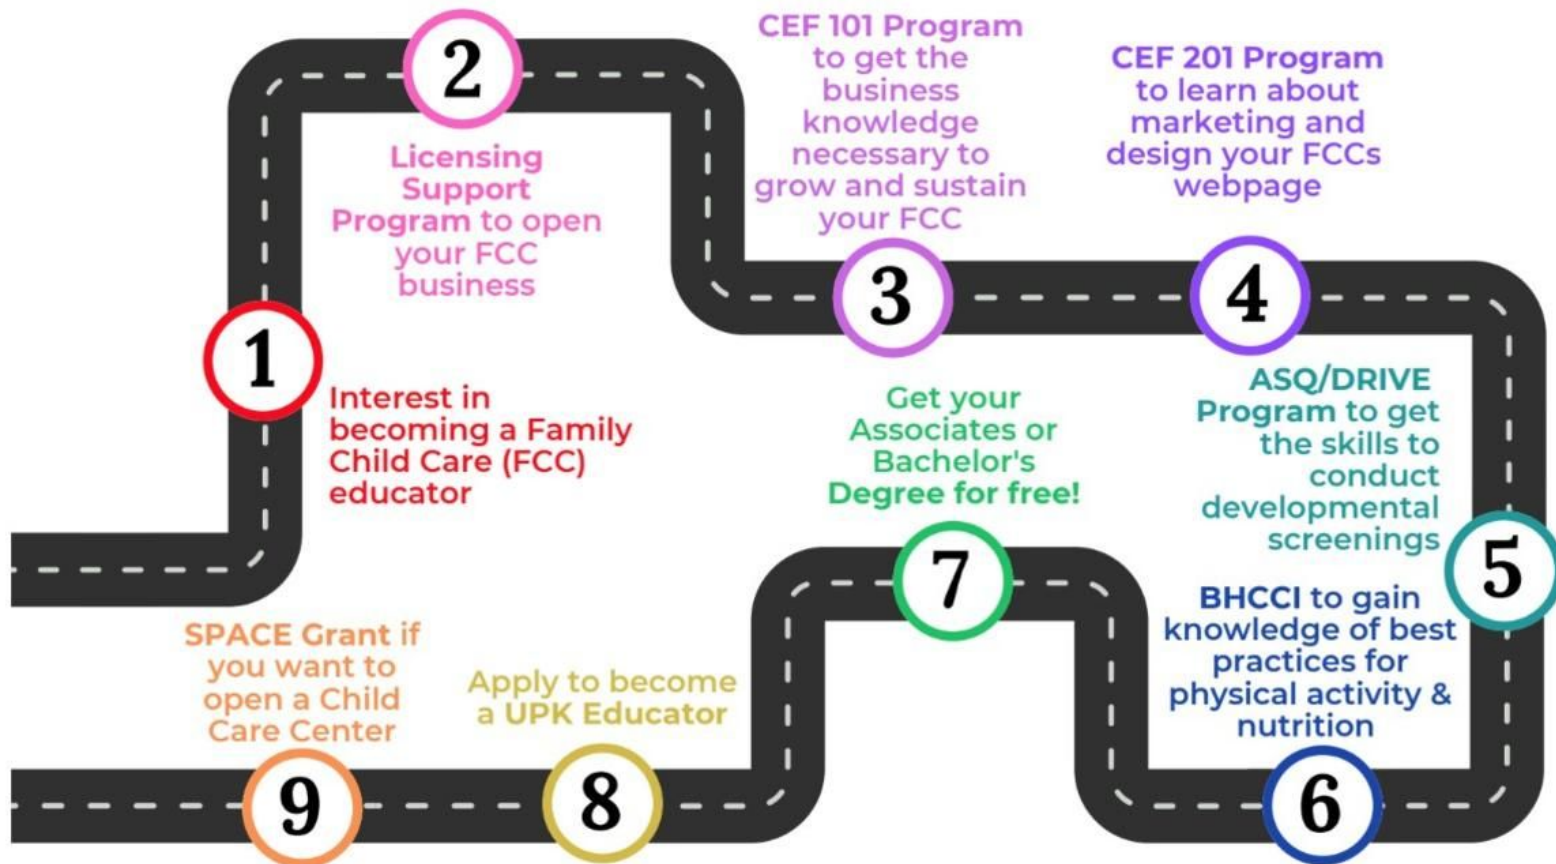 1
Interest in
becoming a Family
Child Care (FCC)
educator
2
Licensing
Support
Program to open
your FCC
business
CEF 101 Program
to get the
business
knowledge
necessary to
grow and sustain
your FCC
3
CEF 201 Program
to learn about
marketing and
design your FCCs
webpage
4
ASQ/DRIVE
Program to get
the skills to
conduct
developmental
screenings
5
BHCCI to gain
knowledge of best
practices for
physical activity &
nutrition
6
Get your
Associates or
Bachelor's
Degree for free!
7
Apply to become
a UPK Educator
8
SPACE Grant if
you want to
open a Child
Care Center
9